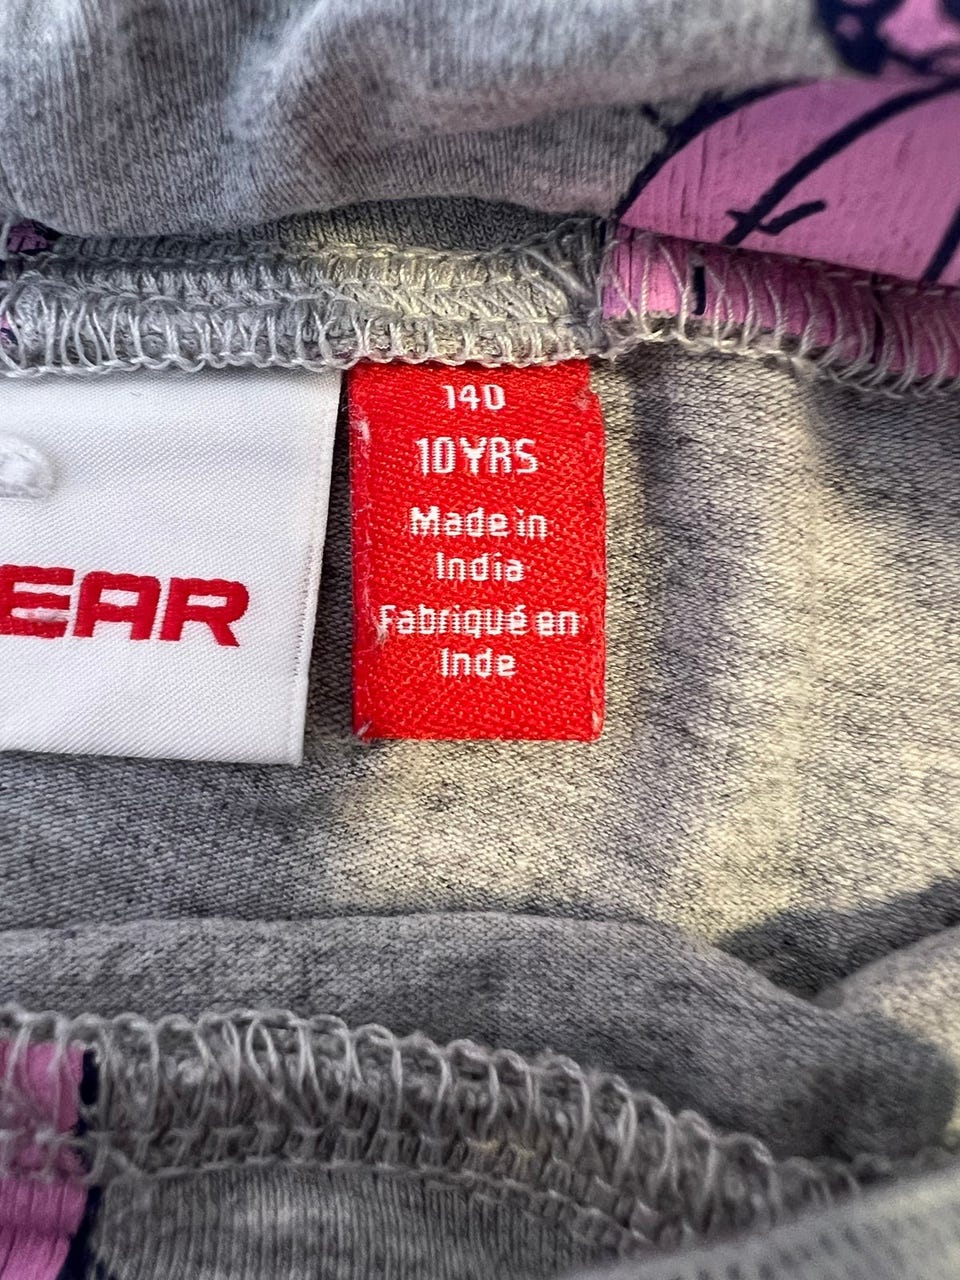 EAR
140
10YRS
Made in
India
Fabriqué en
Inde